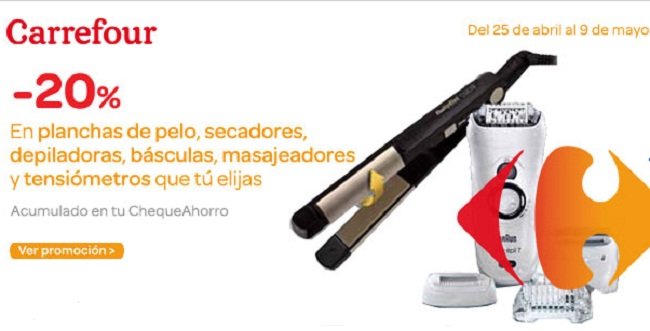 Carrefour
Del 25 de abril al 9 de mayo
-20%
En planchas de pelo, secadores,
depiladoras, básculas, masajeadores
y tensiómetros que tú elijas
Acumulado en tu ChequeAhorro
Ver promoción >